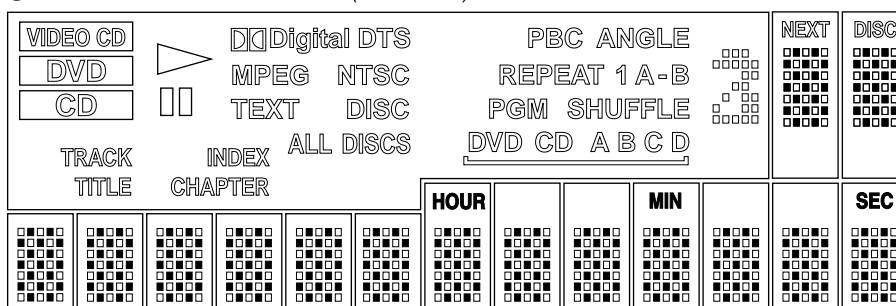 VIDEO CD DIGITAL DTS PBC ANGLE NEXT DISC
DVD MPEG NTSC REPEAT 1 A-B
CD TEXT DISC PGM SHUFFLE
ALL DISCS DVD CD A B C D
TRACK INDEX
TITLE CHAPTER
HOUR MIN SEC